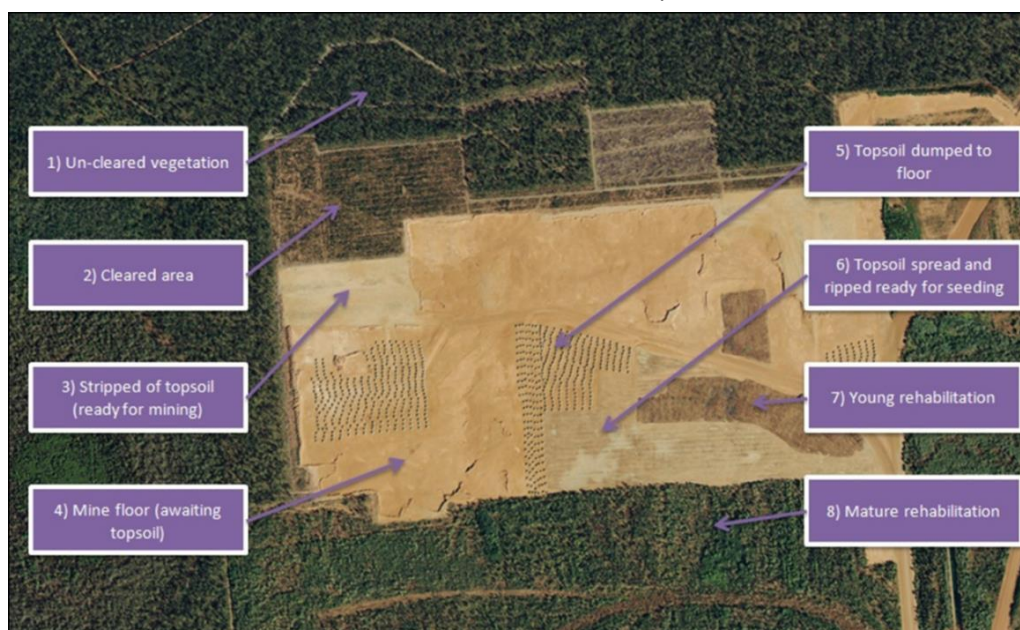 1) Un-cleared vegetation
2) Cleared area
3) Stripped of topsoil
(ready for mining)
4) Mine floor (awaiting
topsoil)
5) Topsoil dumped to
floor
6) Topsoil spread and
ripped ready for seeding
7) Young rehabilitation
8) Mature rehabilitation